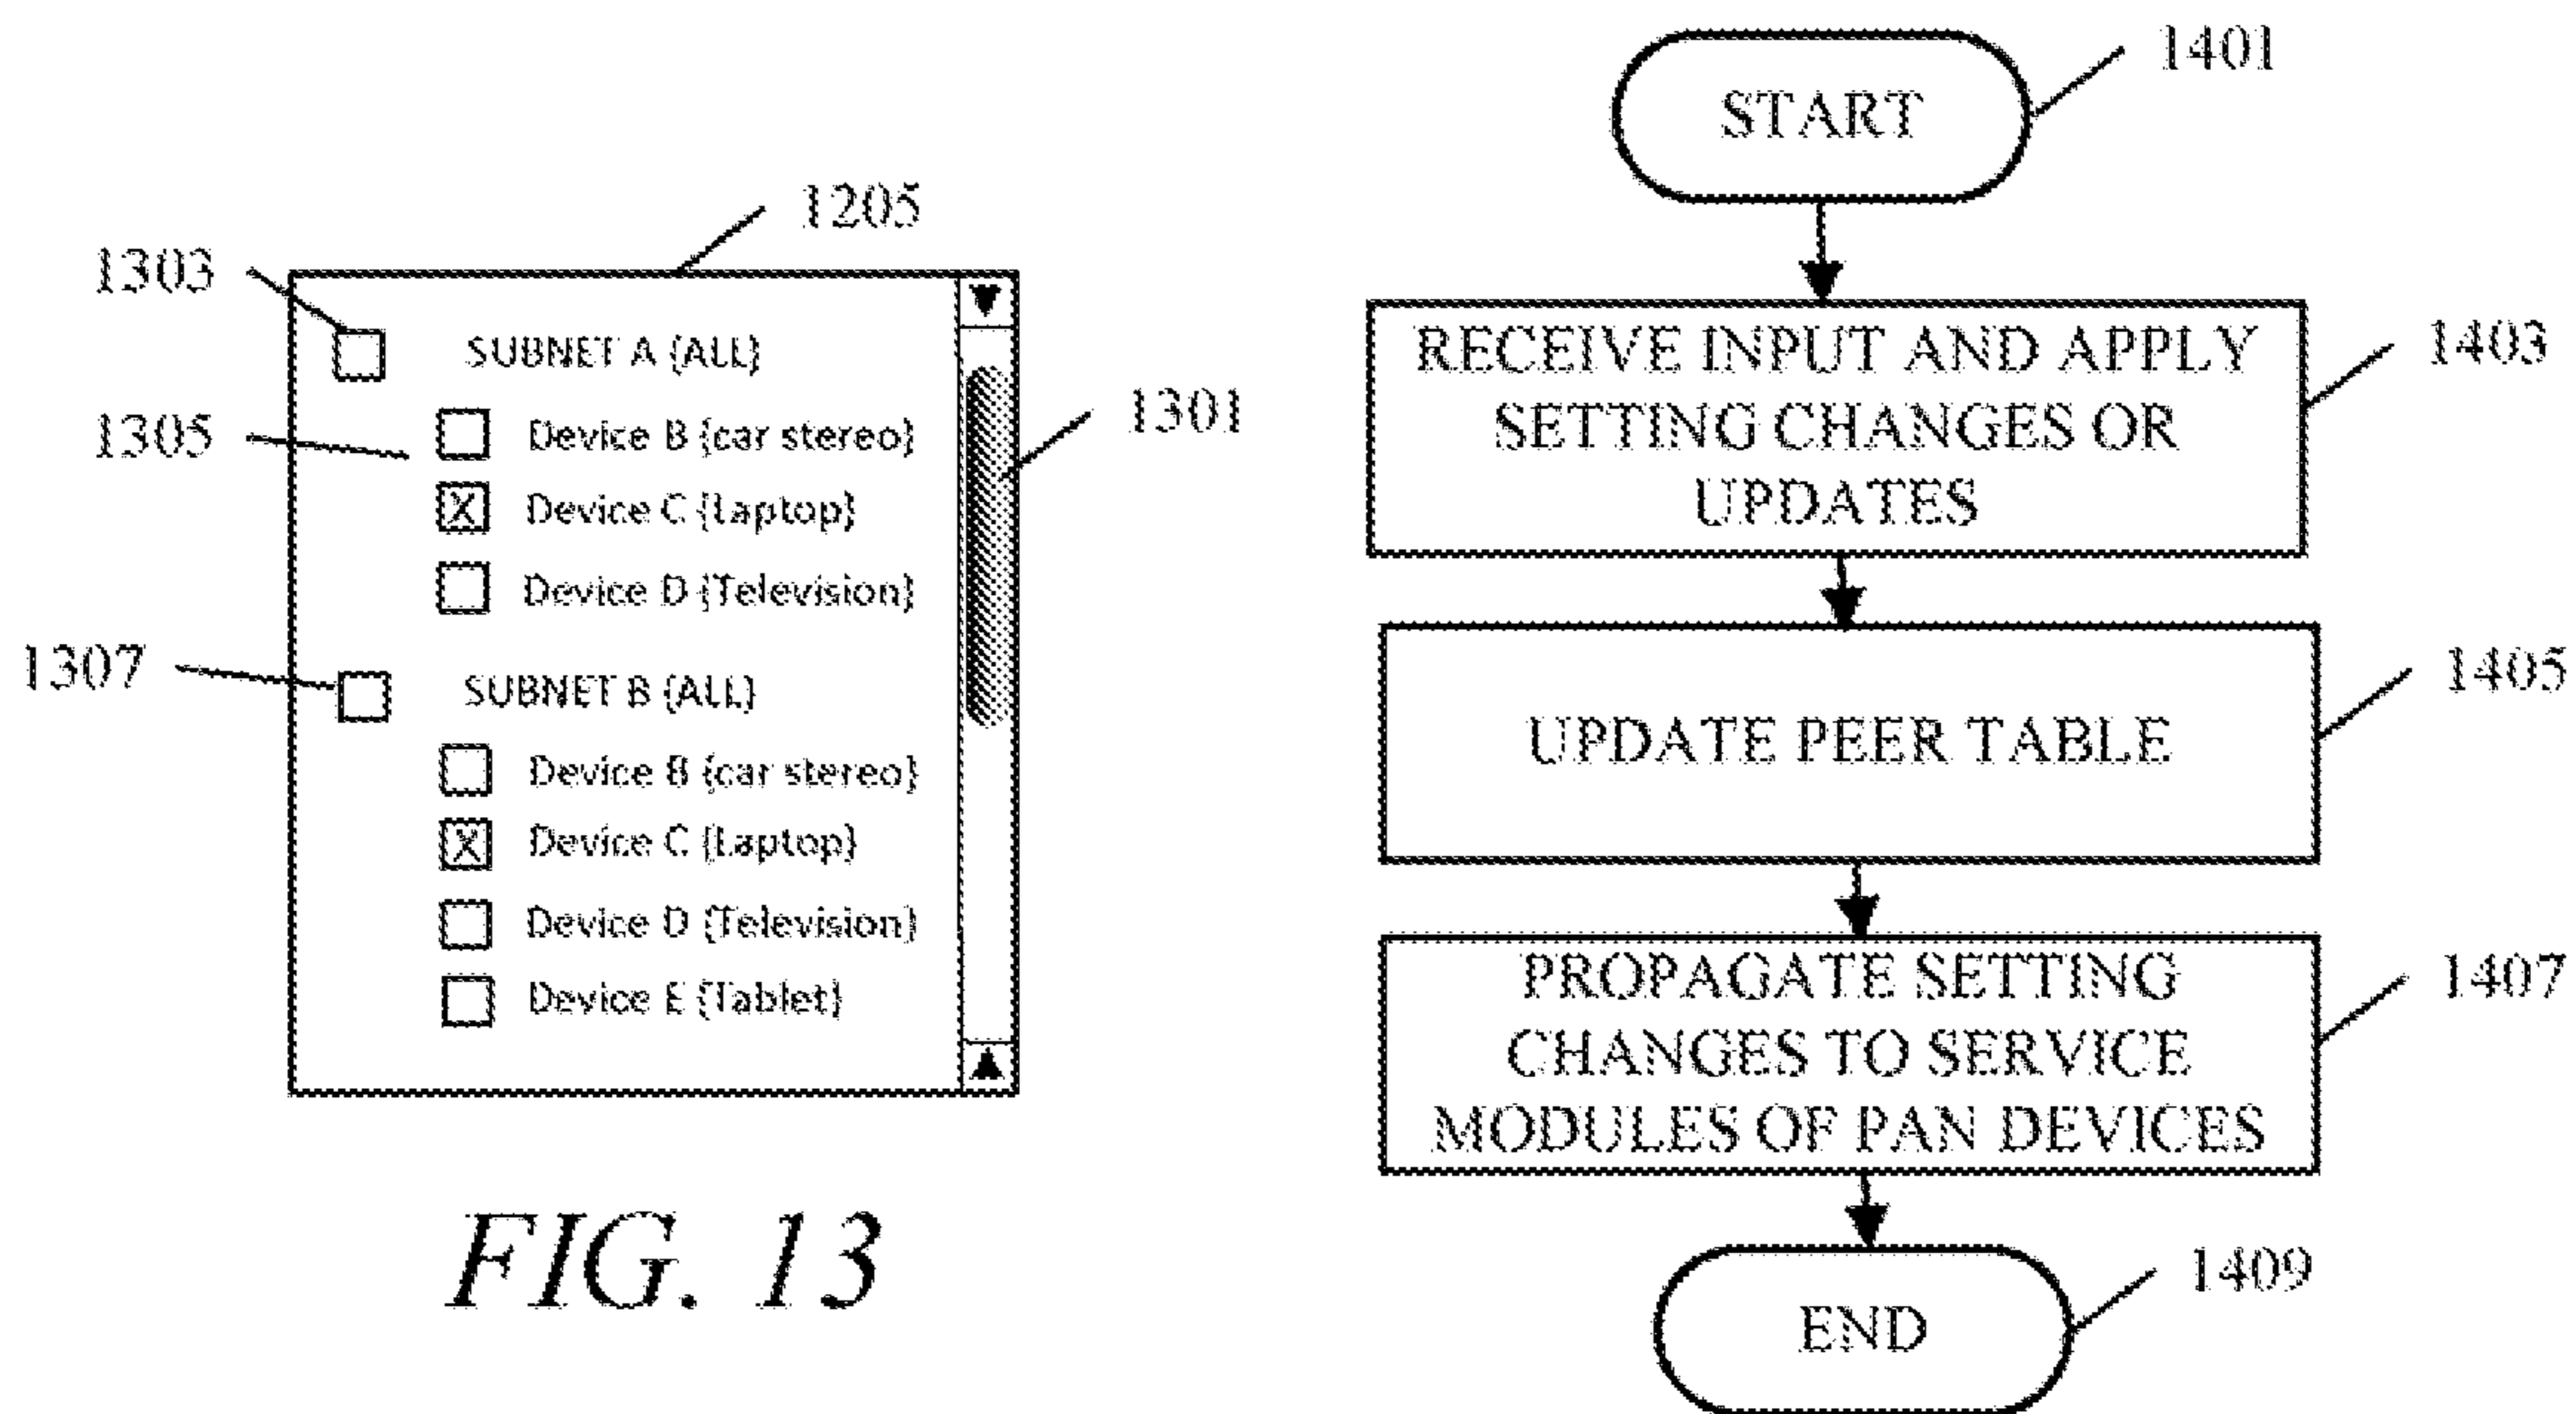 1205
1303
SUBNET A {ALL}
1305
Device B {car stereo}
1301
X Device C {Laptop}
Device D {Television}
1307
SUBNET B {ALL}
Device B {car stereo}
X Device C {Laptop}
Device D {Television}
Device E {Tablet}
FIG. 13
START
1401
RECEIVE INPUT AND APPLY
SETTING CHANGES OR
UPDATES
1403
UPDATE PEER TABLE
1405
PROPAGATE SETTING
CHANGES TO SERVICE
MODULES OF PAN DEVICES
1407
END
1409